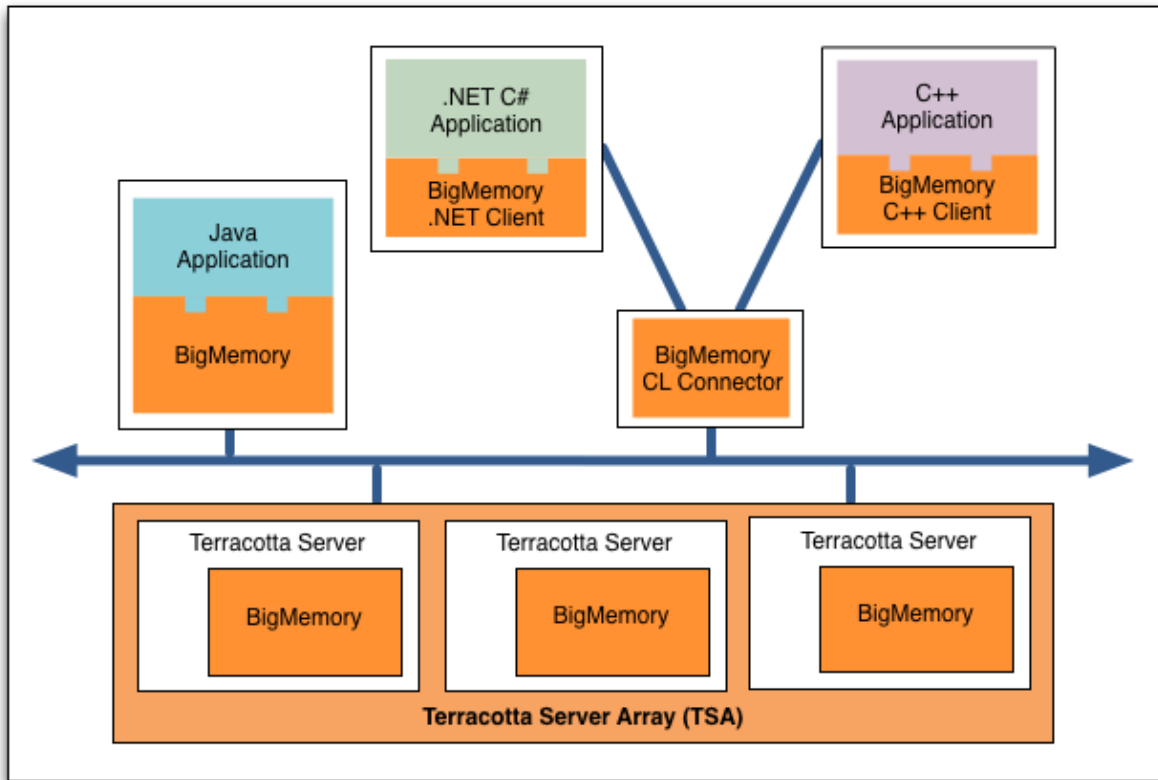 .NET C#
Application
BigMemory
.NET Client
C++
Application
BigMemory
C++ Client
Java
Application
BigMemory
BigMemory
CL Connector
Terracotta Server
BigMemory
Terracotta Server
BigMemory
Terracotta Server
BigMemory
Terracotta Server Array (TSA)